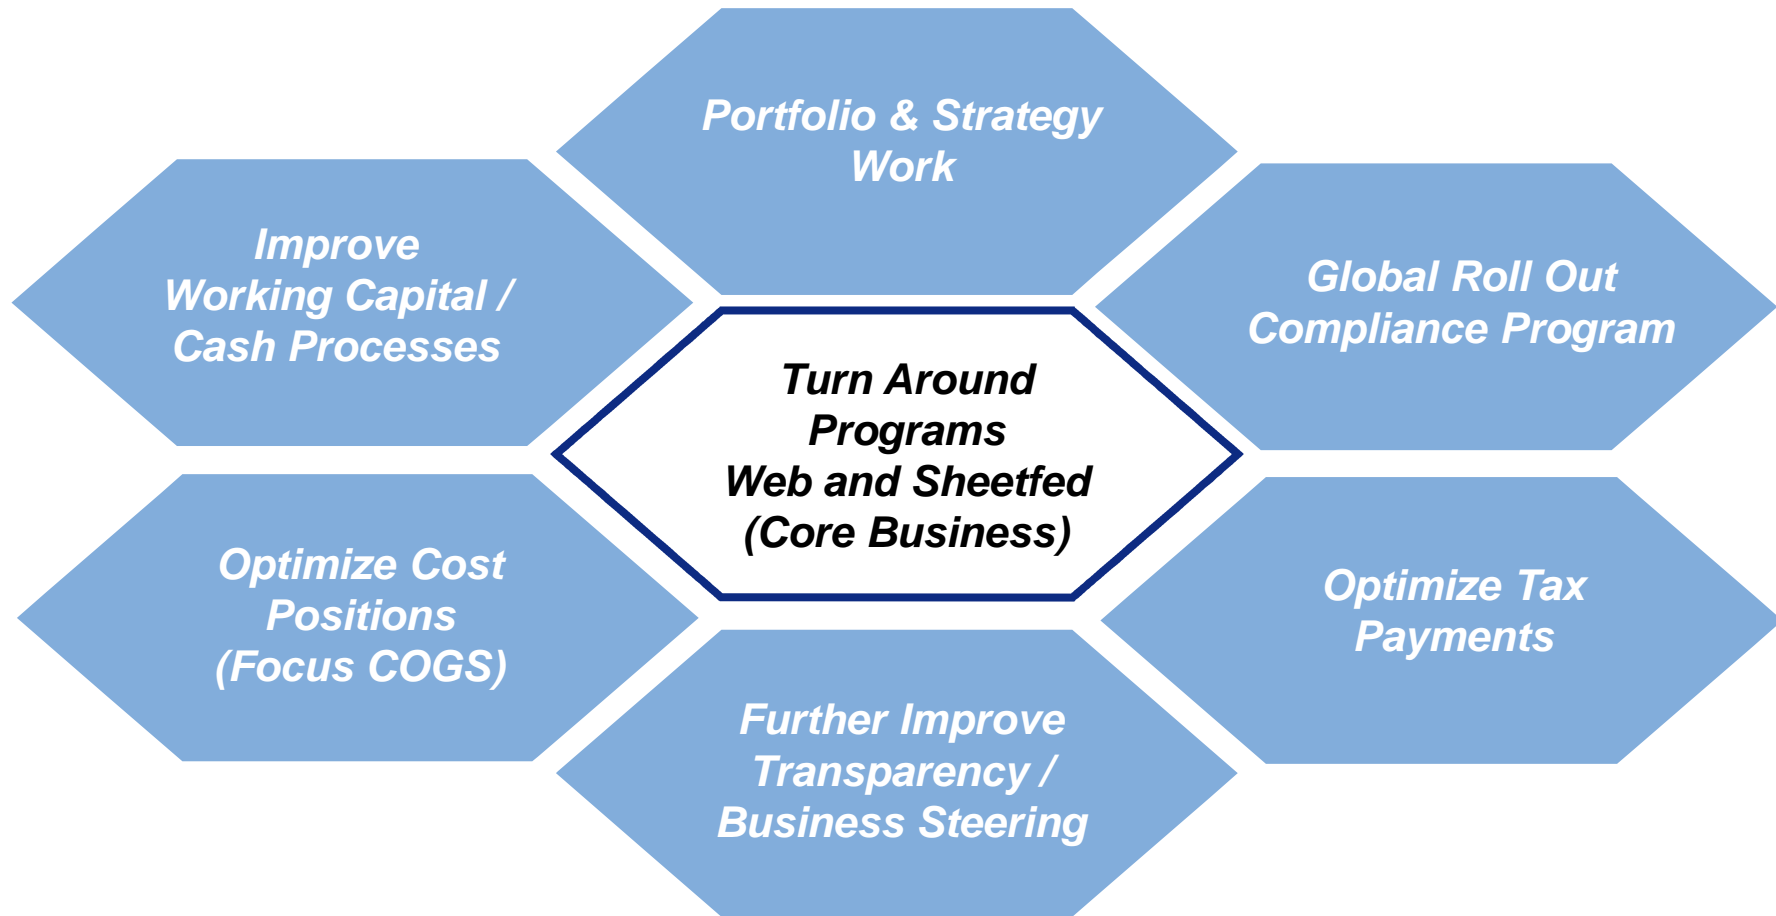 Portfolio & Strategy
Work
Improve
Working Capital /
Cash Processes
Global Roll Out
Compliance Program
Turn Around
Programs
Web and Sheetfed
(Core Business)
Optimize Cost
Positions
(Focus COGS)
Optimize Tax
Payments
Further Improve
Transparency /
Business Steering